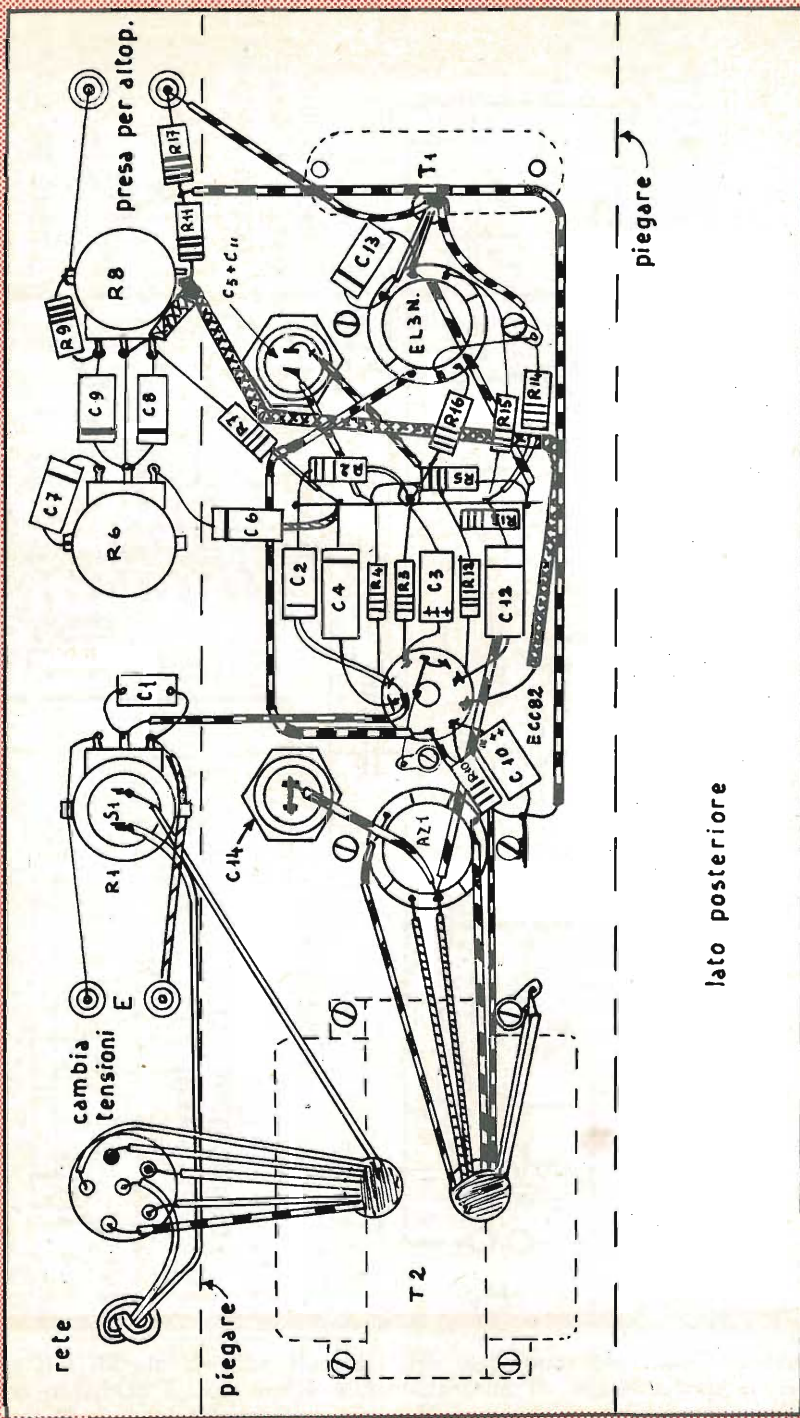 rete
cambia
tensioni
E
R1
S1
C1
R6
C7
C9
C8
R9
R8
R11
R17
presa per altop.
piegare
T2
C14
AZ1
R10
C10
++
ECC82
C2
C4
R4
R3
C3
++
R12
C12
C6
R7
R2
R5
R13
C5+C11
R16
R15
R14
EL3N.
C13
T1
piegare
lato posteriore